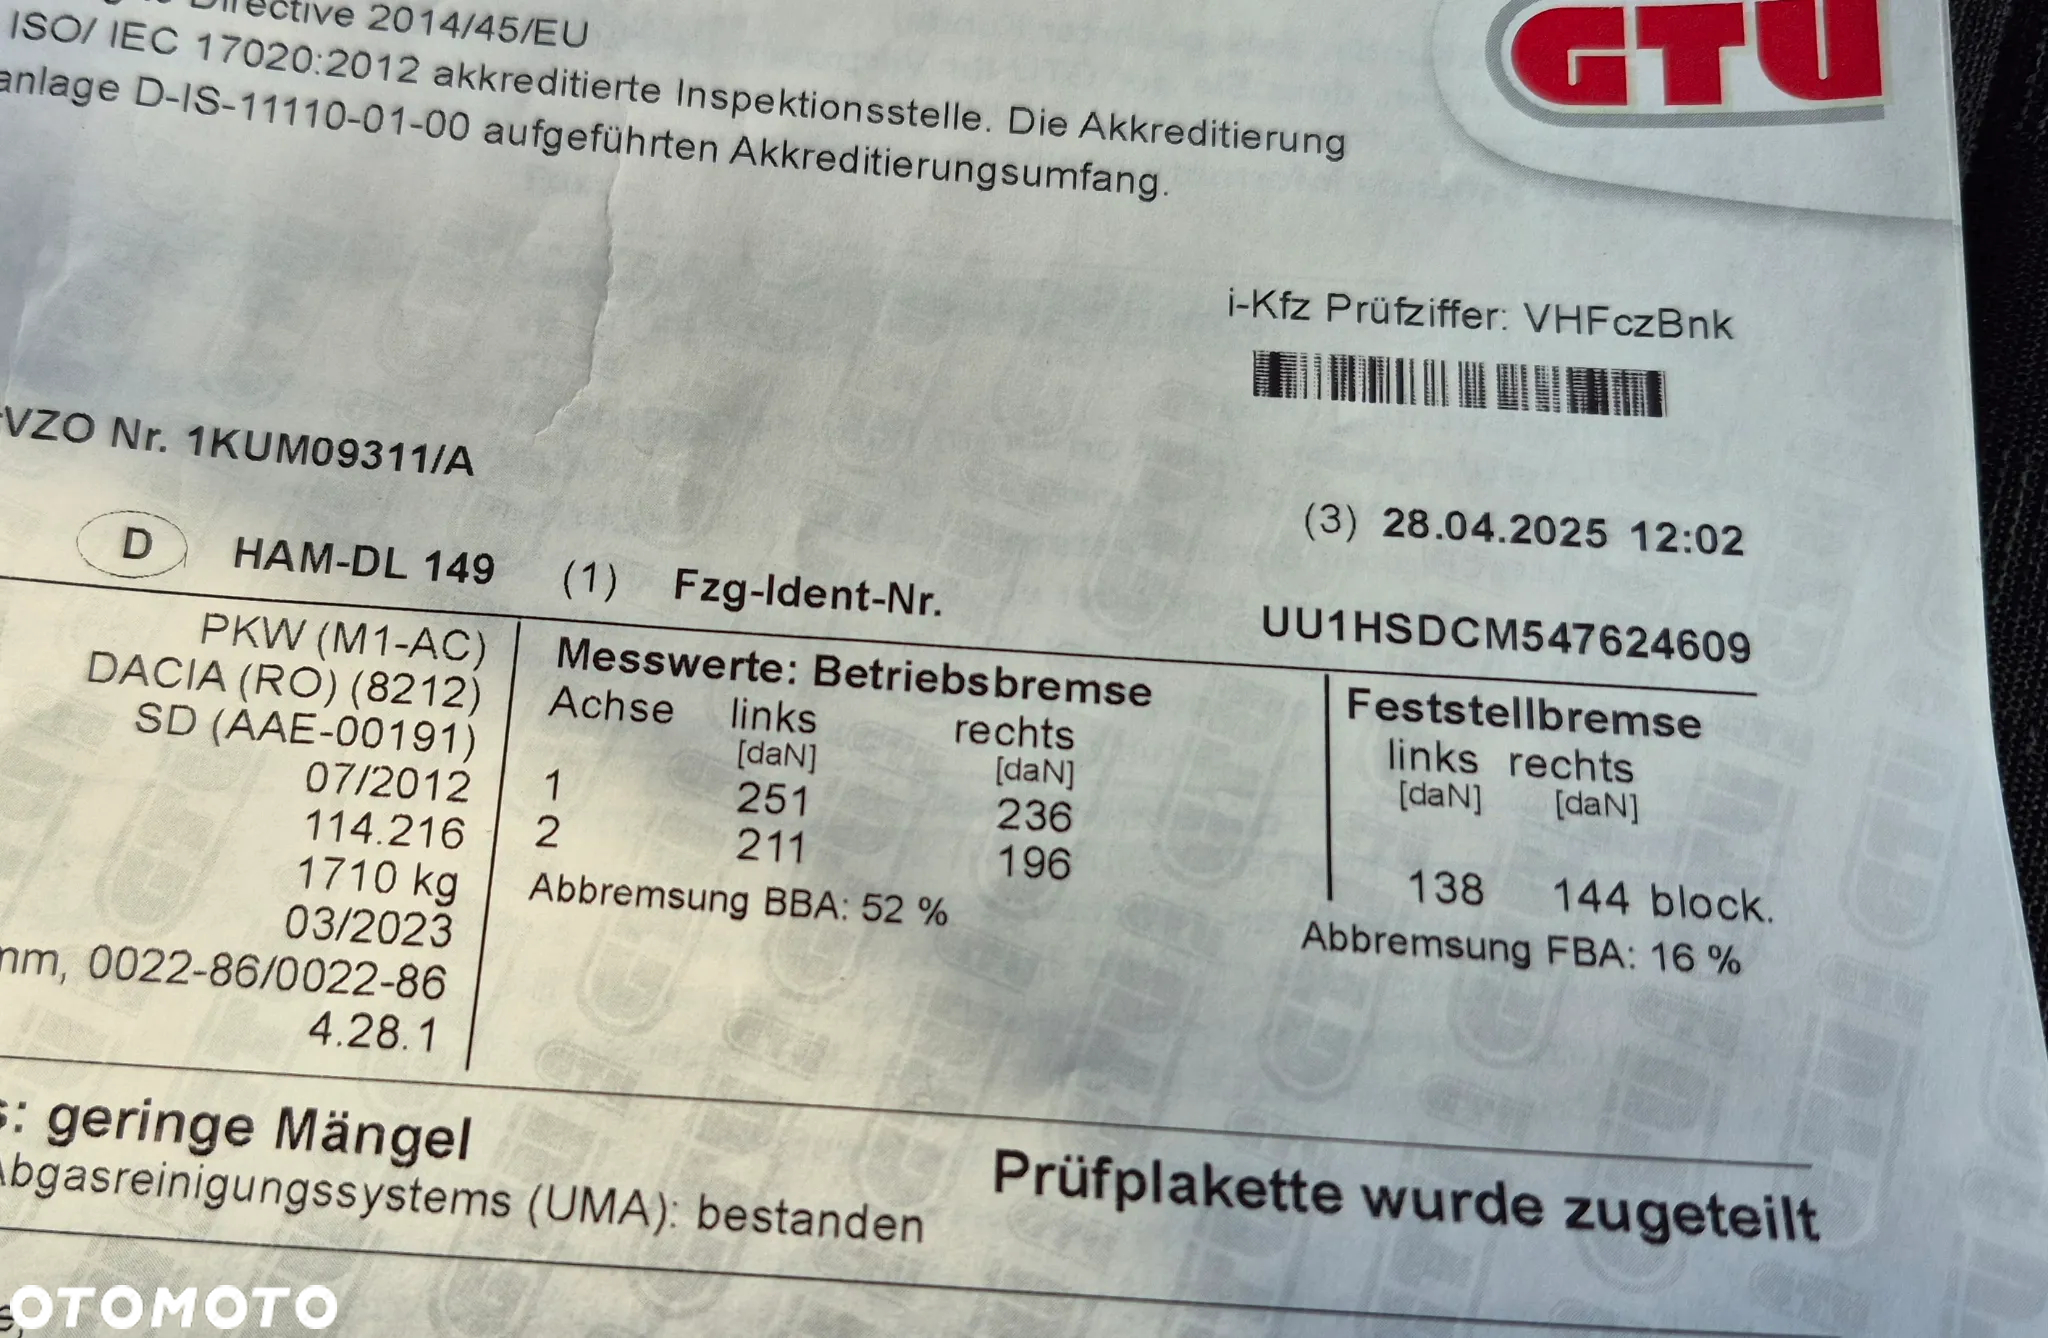 Directive 2014/45/EU
ISO/ IEC 17020:2012 akkreditierte Inspektionsstelle. Die Akkreditierung
anlage D-IS-11110-01-00 aufgeführten Akkreditierungsumfang.
GTÜ
i-Kfz Prüfziffer: VHFczBnk
VZO Nr. 1KUM09311/A
(3) 28.04.2025 12:02
D HAM-DL 149 (1) Fzg-Ident-Nr. UU1HSDCM547624609
PKW (M1-AC)
DACIA (RO) (8212)
SD (AAE-00191)
07/2012
114.216
1710 kg
03/2023
mm, 0022-86/0022-86
4.28.1
Messwerte: Betriebsbremse
Achse links rechts
[daN] [daN]
1 251 236
2 211 196
Abbremsung BBA: 52 %
Feststellbremse
links rechts
[daN] [daN]
138 144 block.
Abbremsung FBA: 16 %
s: geringe Mängel
Abgasreinigungssystems (UMA): bestanden
Prüfplakette wurde zugeteilt
OTOMOTO